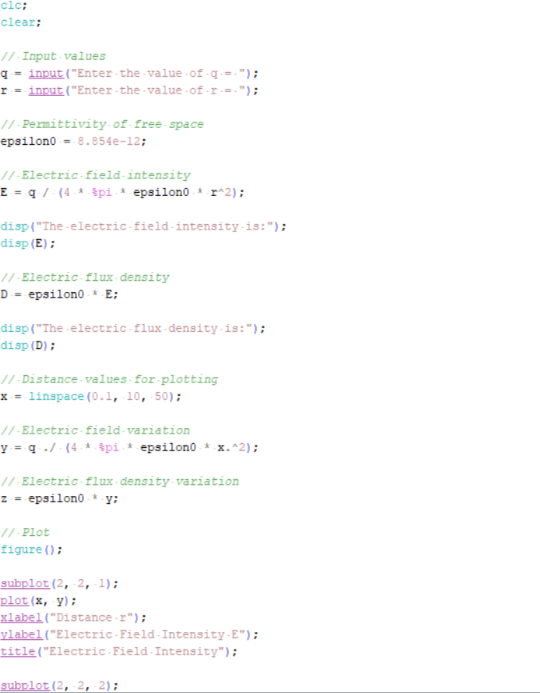 clc;
clear;
// Input values
q = input("Enter the value of q = ");
r = input("Enter the value of r = ");
// Permittivity of free space
epsilon0 = 8.854e-12;
// Electric field intensity
E = q / (4 * %pi * epsilon0 * r^2);
disp("The electric field intensity is:");
disp(E);
// Electric flux density
D = epsilon0 * E;
disp("The electric flux density is:");
disp(D);
// Distance values for plotting
x = linspace(0.1, 10, 50);
// Electric field variation
y = q ./ (4 * %pi * epsilon0 * x.^2);
// Electric flux density variation
z = epsilon0 * y;
// Plot
figure();
subplot(2, 2, 1);
plot(x, y);
xlabel("Distance r");
ylabel("Electric Field Intensity E");
title("Electric Field Intensity");
subplot(2, 2, 2);